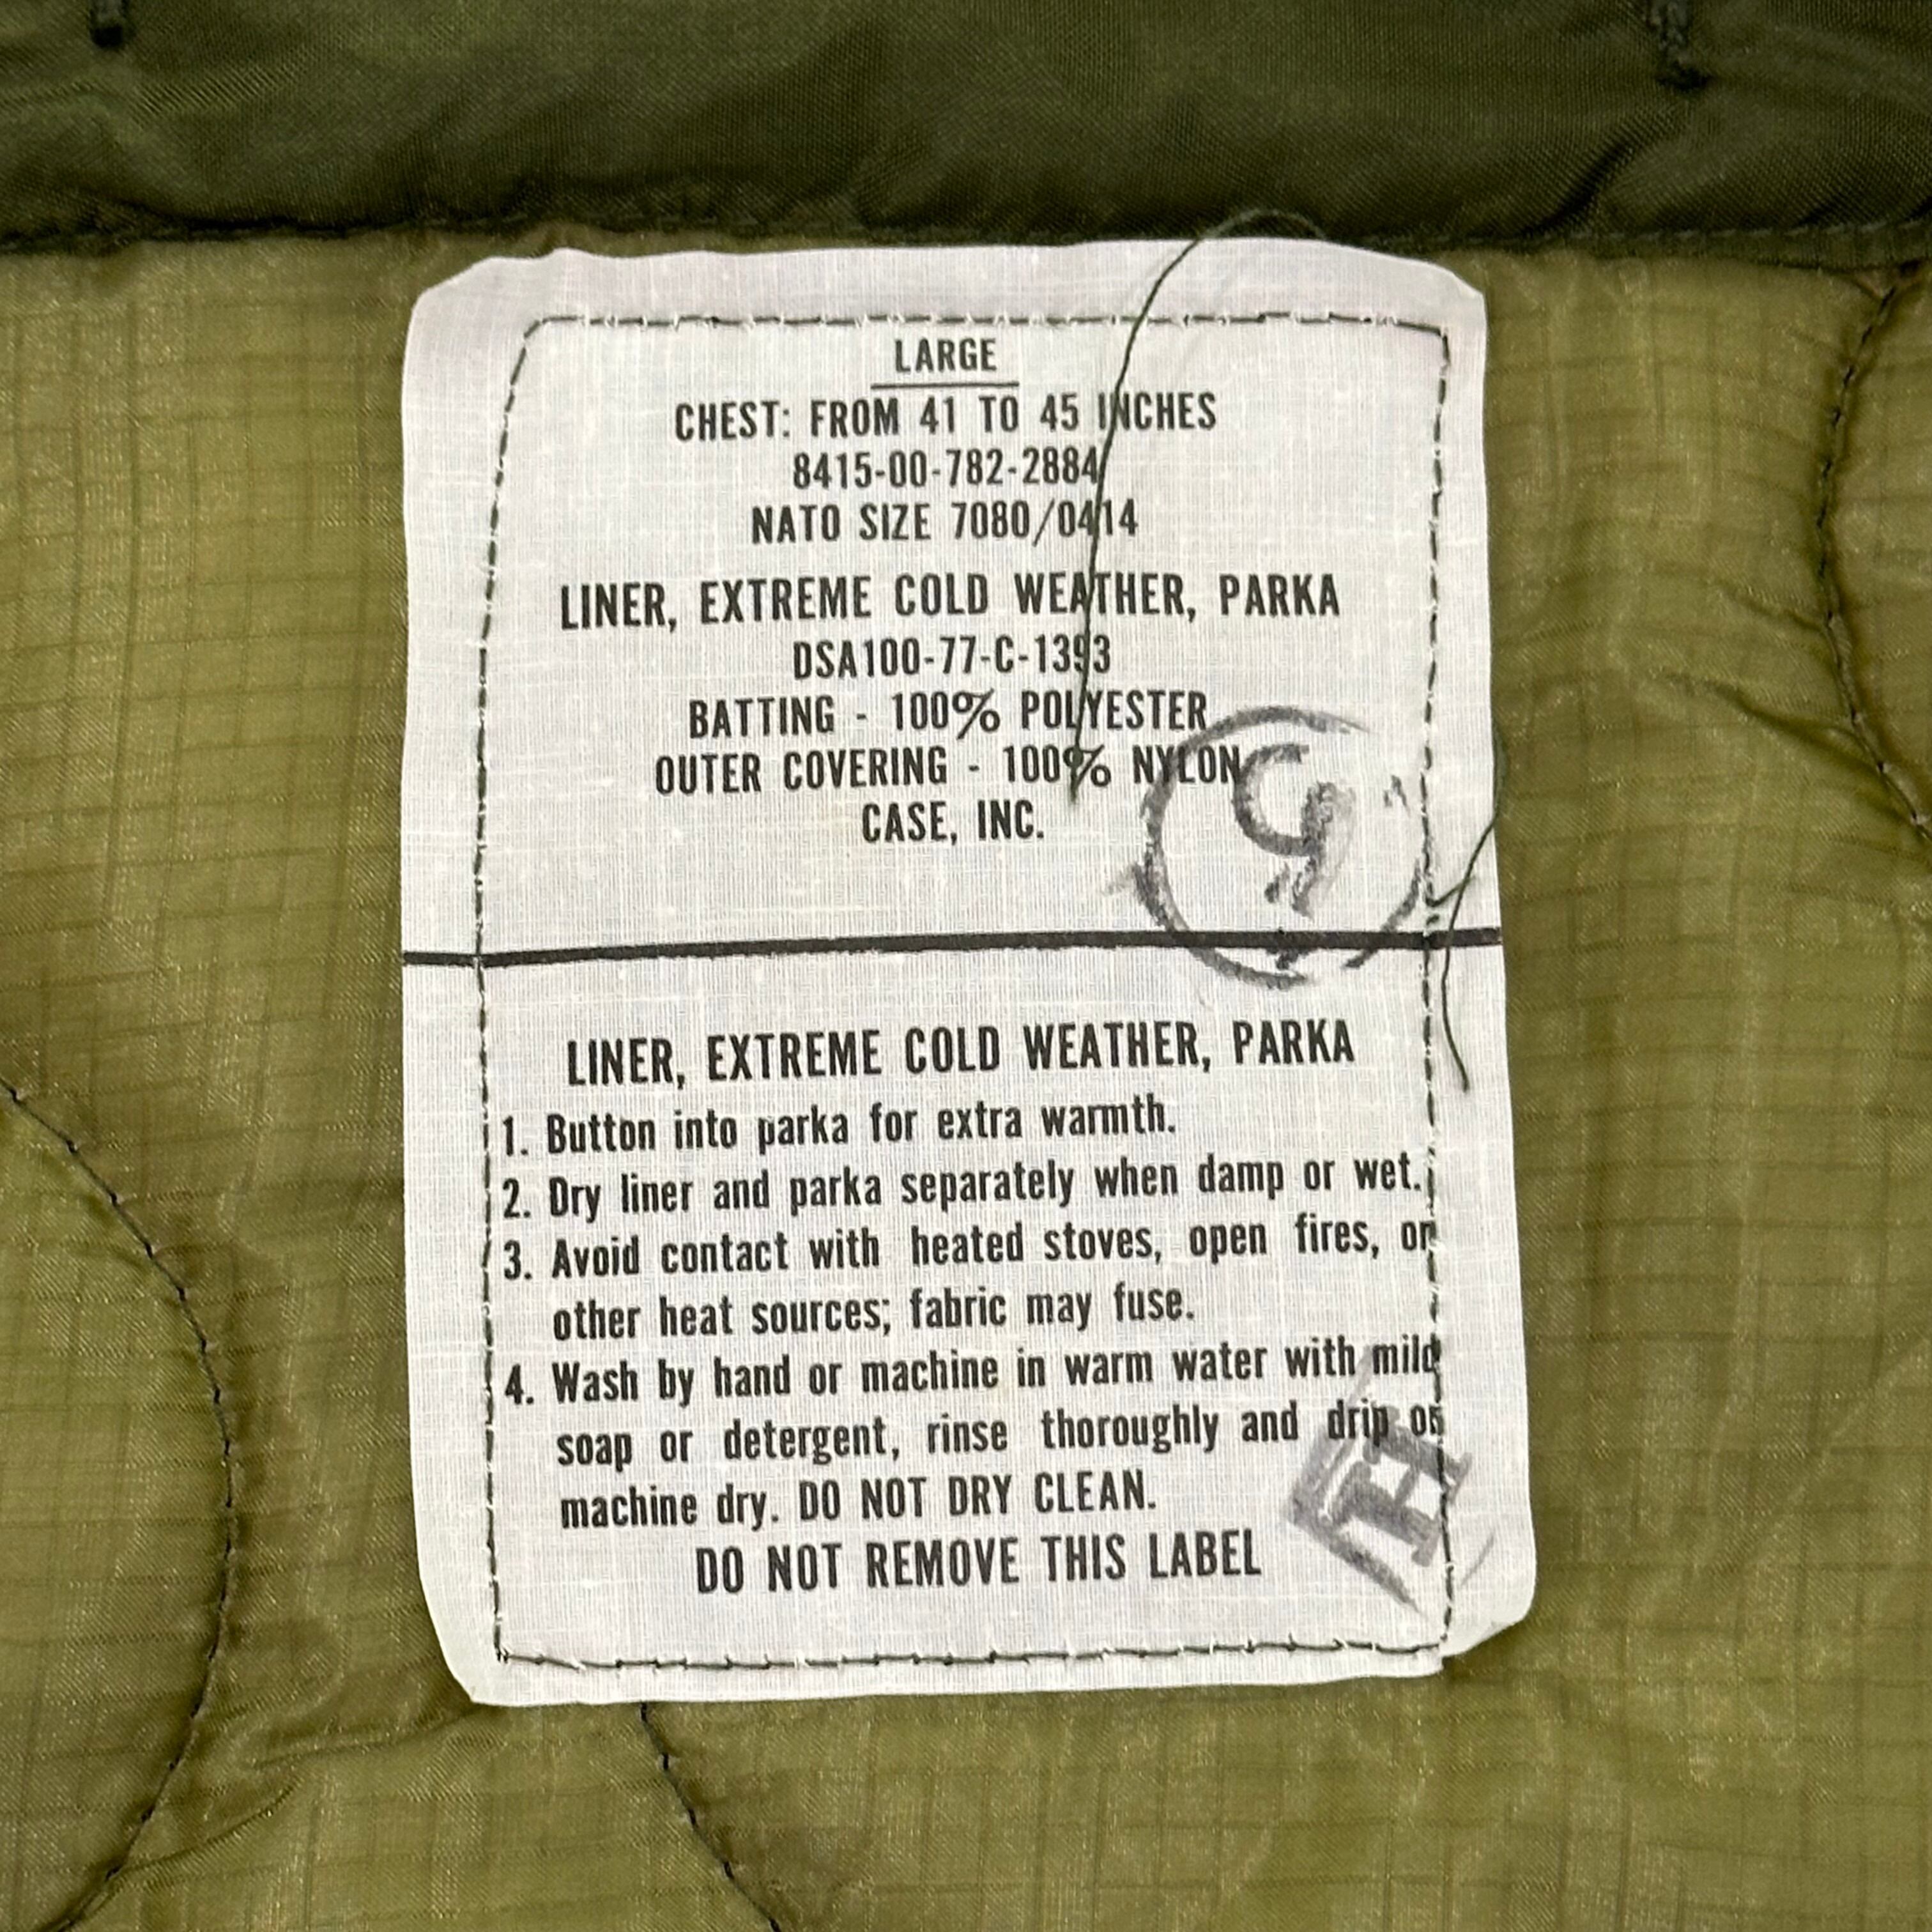 LARGE
CHEST: FROM 41 TO 45 INCHES
8415-00-782-2884
NATO SIZE 7080/0414
LINER, EXTREME COLD WEATHER, PARKA
DSA100-77-C-1393
BATTING - 100% POLYESTER
OUTER COVERING - 100% NYLON
CASE, INC.
LINER, EXTREME COLD WEATHER, PARKA
1. Button into parka for extra warmth.
2. Dry liner and parka separately when damp or wet.
3. Avoid contact with heated stoves, open fires, or
other heat sources; fabric may fuse.
4. Wash by hand or machine in warm water with mild
soap or detergent, rinse thoroughly and drip or
machine dry. DO NOT DRY CLEAN.
DO NOT REMOVE THIS LABEL